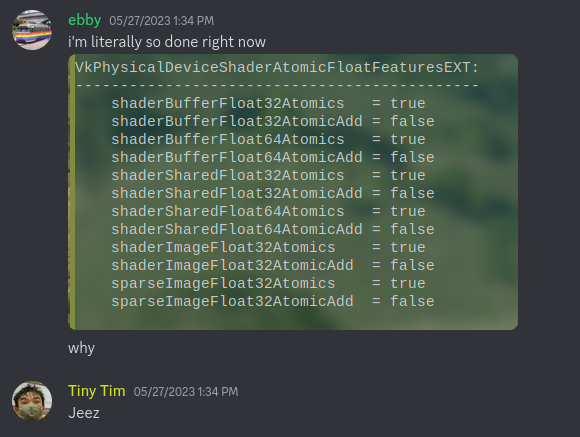 ebby 05/27/2023 1:34 PM
i'm literally so done right now
VkPhysicalDeviceShaderAtomicFloatFeaturesEXT:
---------------------------------------------
shaderBufferFloat32Atomics   = true
shaderBufferFloat32AtomicAdd = false
shaderBufferFloat64Atomics   = true
shaderBufferFloat64AtomicAdd = false
shaderSharedFloat32Atomics   = true
shaderSharedFloat32AtomicAdd = false
shaderSharedFloat64Atomics   = true
shaderSharedFloat64AtomicAdd = false
shaderImageFloat32Atomics    = true
shaderImageFloat32AtomicAdd  = false
sparseImageFloat32Atomics    = true
sparseImageFloat32AtomicAdd  = false
why
Tiny Tim 05/27/2023 1:34 PM
Jeez